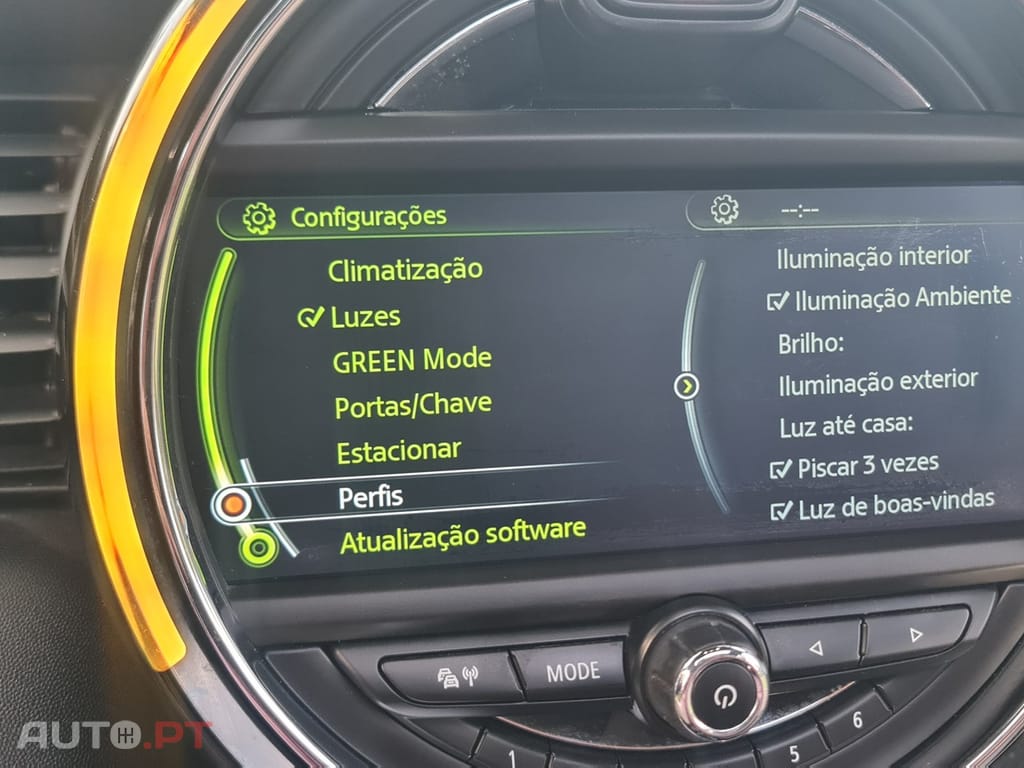 Configurações
Climatização
Luzes
GREEN Mode
Portas/Chave
Estacionar
Perfis
Atualização software
--:--
Iluminação interior
Iluminação Ambiente
Brilho:
Iluminação exterior
Luz até casa:
Piscar 3 vezes
Luz de boas-vindas
MODE
1
5
6
AUTO.PT